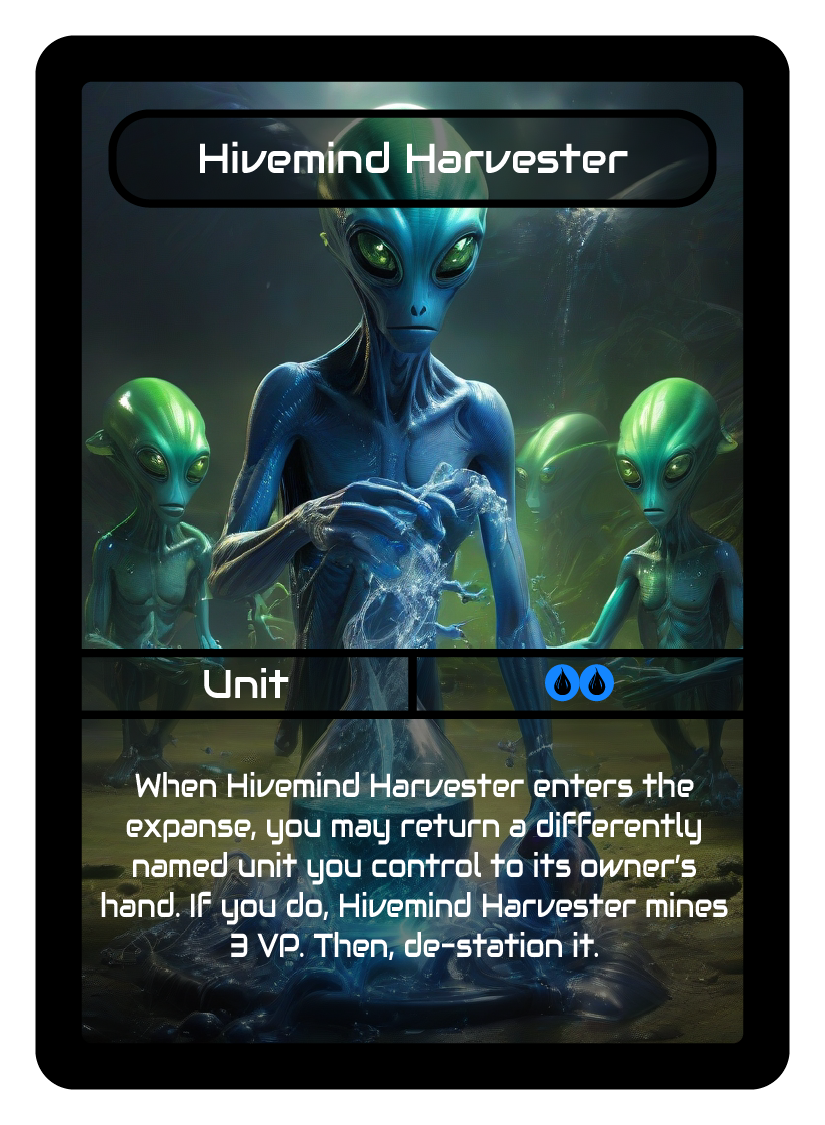 Hivemind Harvester
Unit
When Hivemind Harvester enters the
expanse, you may return a differently
named unit you control to its owner's
hand. If you do, Hivemind Harvester mines
3 VP. Then, de-station it.